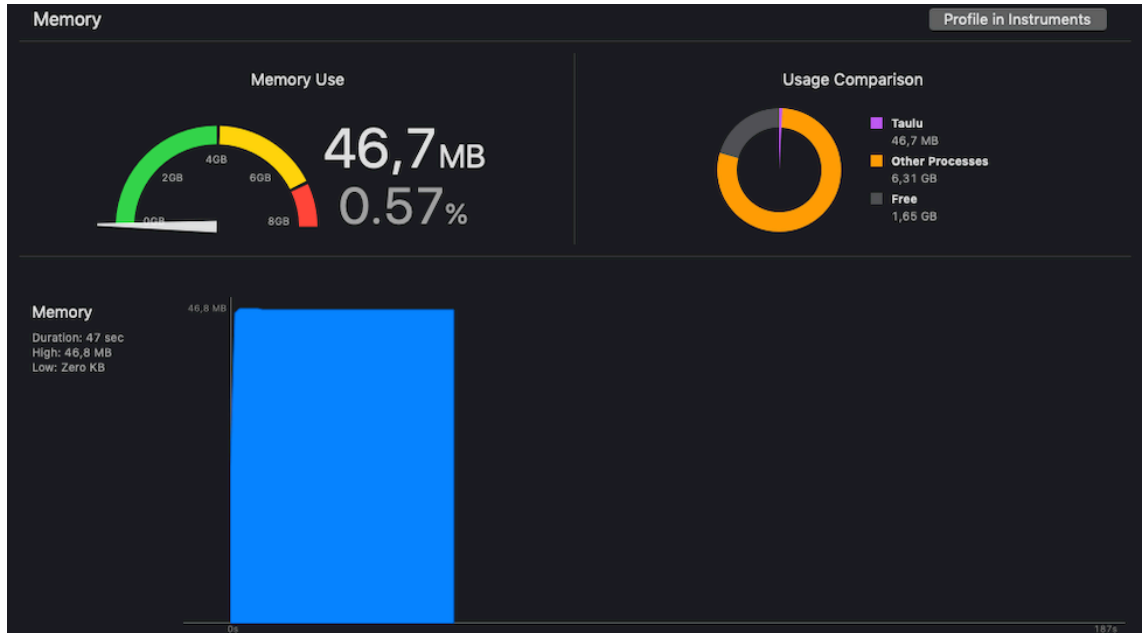 Memory
Profile in Instruments
Memory Use
0GB
2GB
4GB
6GB
8GB
46,7 MB
0.57%
Usage Comparison
Taulu
46,7 MB
Other Processes
6,31 GB
Free
1,65 GB
Memory
Duration: 47 sec
High: 46,8 MB
Low: Zero KB
46,8 MB
0s
187s